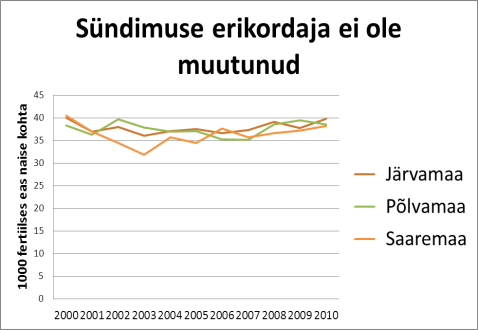 Sündimuse erikordaja ei ole
muutunud
1000 fertiilses eas naise kohta
45
40
35
30
25
20
15
10
5
0
2000 2001 2002 2003 2004 2005 2006 2007 2008 2009 2010
Järvamaa
Põlvamaa
Saaremaa